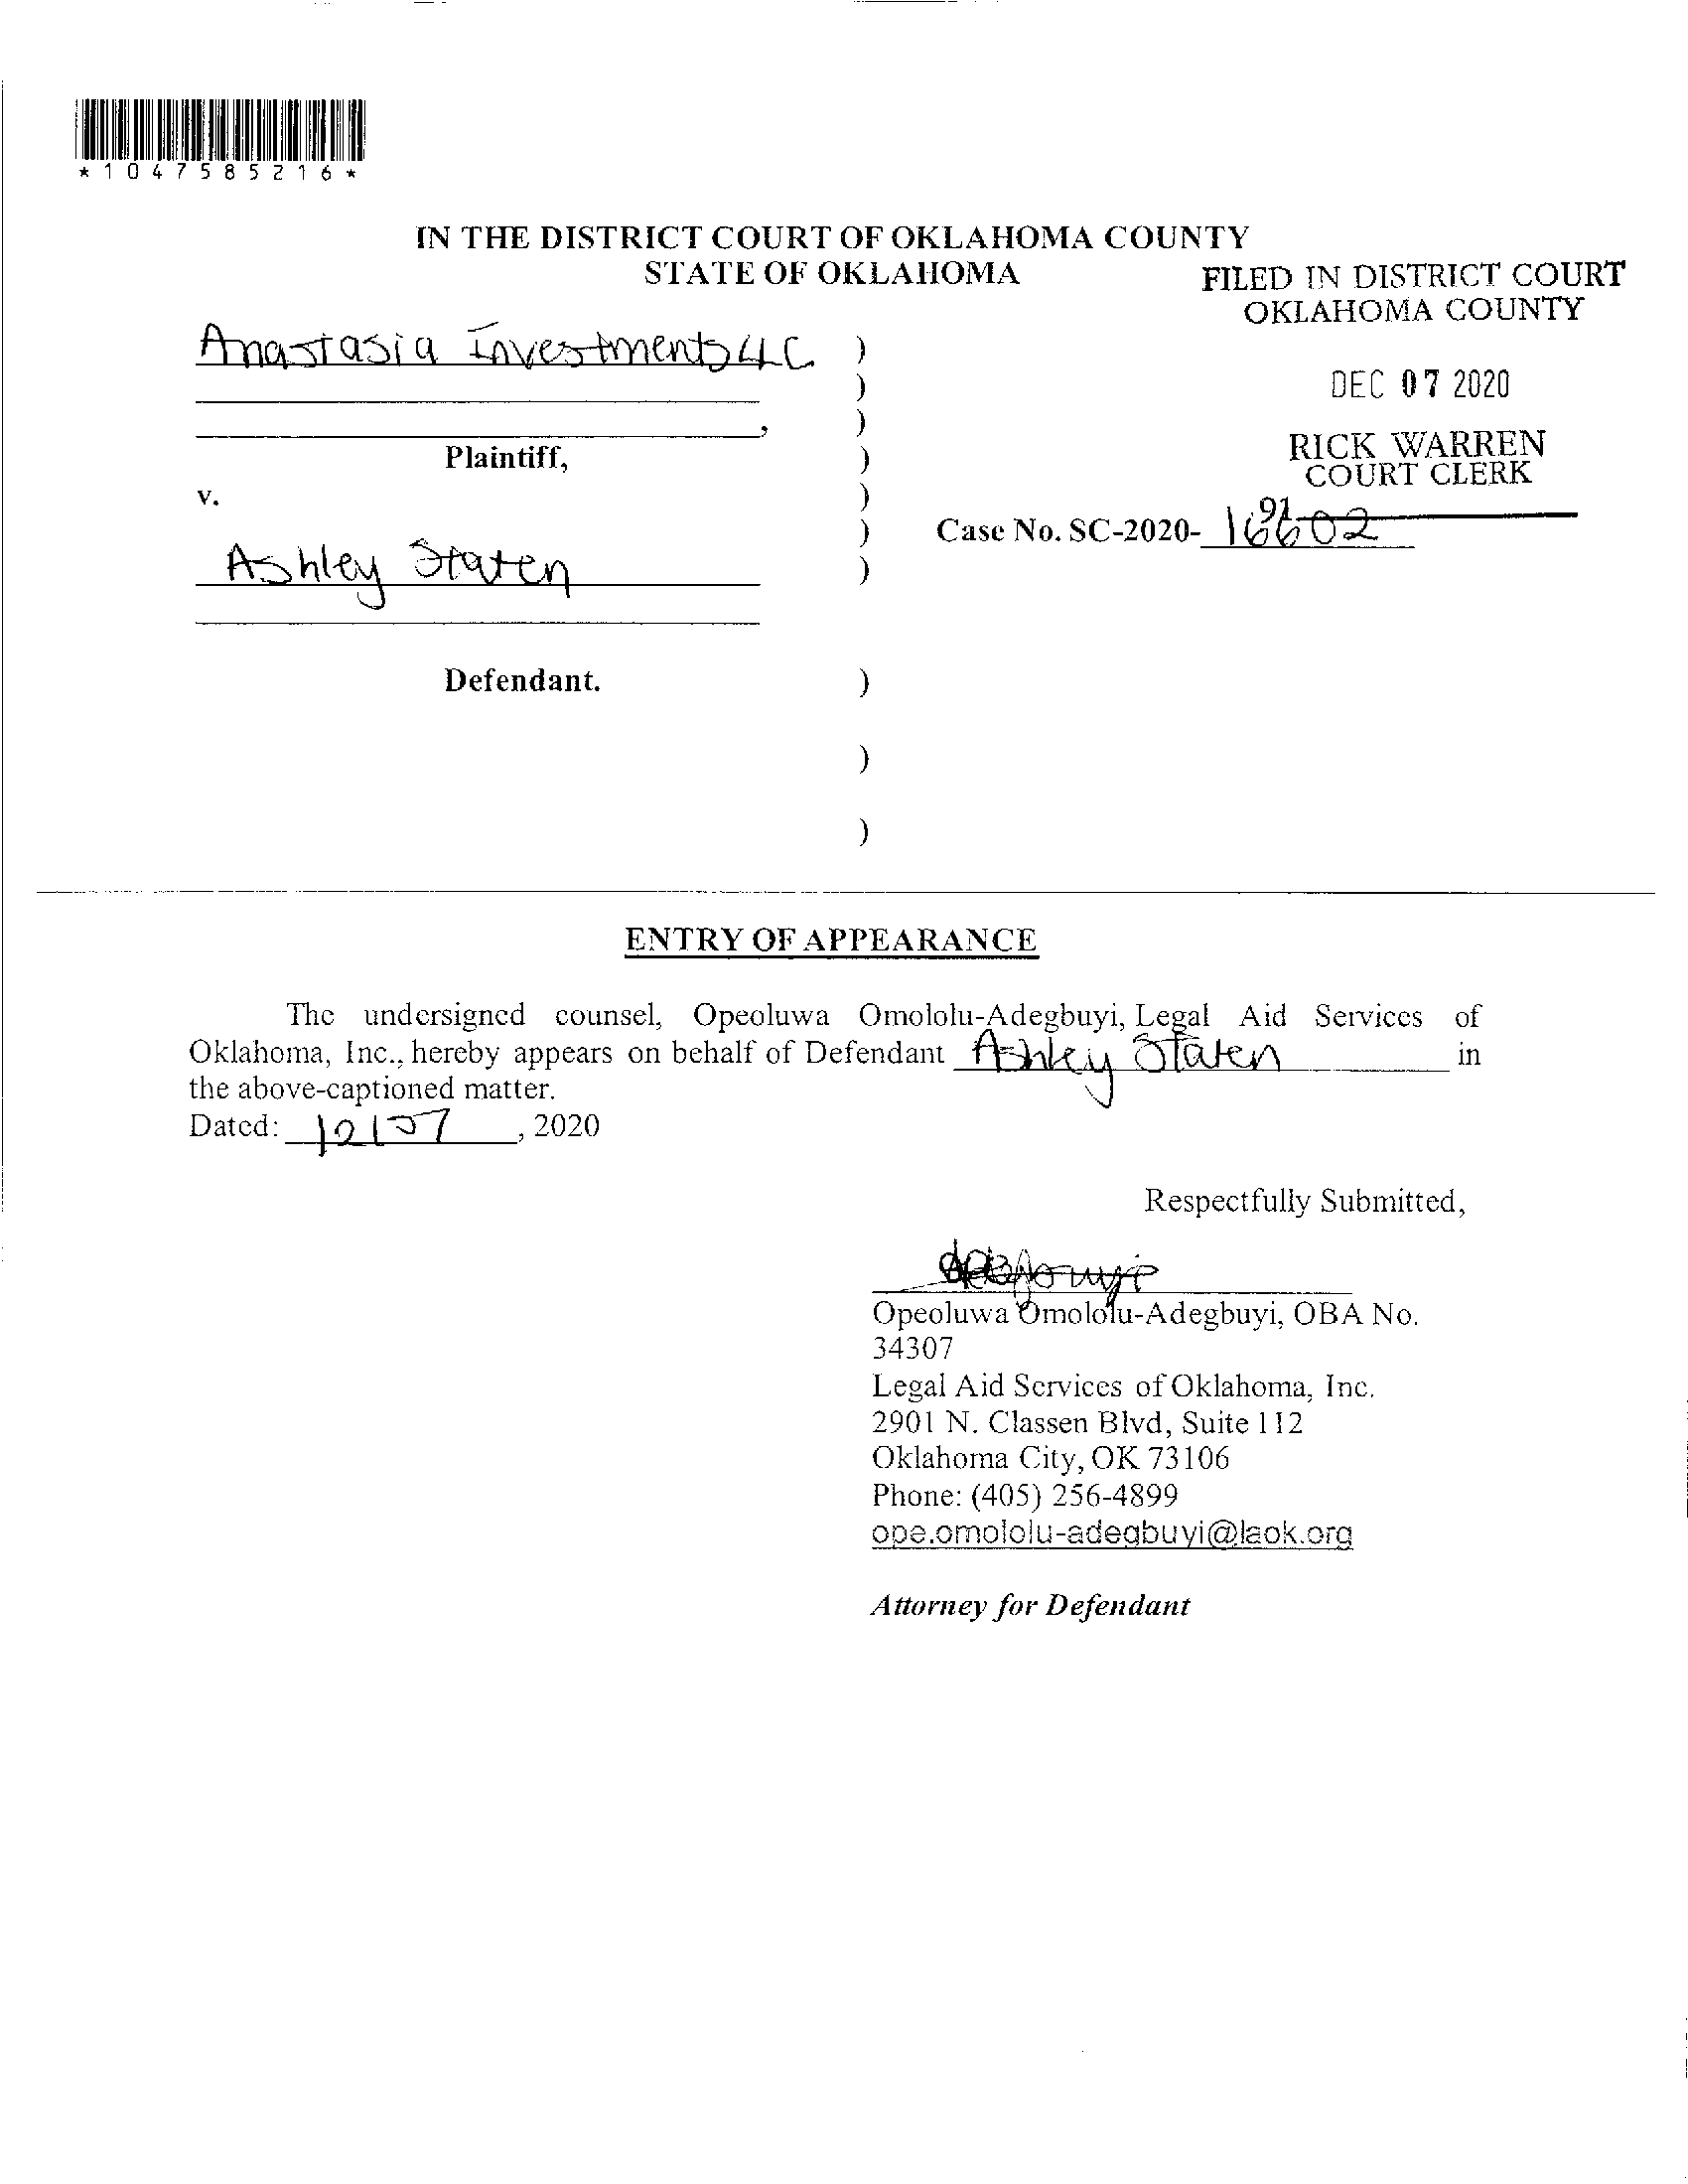 *1047585216*
IN THE DISTRICT COURT OF OKLAHOMA COUNTY
STATE OF OKLAHOMA
FILED IN DISTRICT COURT
OKLAHOMA COUNTY
DEC 07 2020
RICK WARREN
COURT CLERK
Anastasia Investments LLC )
)
, )
Plaintiff, )
v. )
) Case No. SC-2020-
Ashley Staten )
Defendant. )
)
)
ENTRY OF APPEARANCE
The undersigned counsel, Opeoluwa Omololu-Adegbuyi, Legal Aid Services of
Oklahoma, Inc., hereby appears on behalf of Defendant Ashley Staten in
the above-captioned matter.
Dated: 12/07, 2020
Respectfully Submitted,
Opeoluwa Omololu-Adegbuyi, OBA No.
34307
Legal Aid Services of Oklahoma, Inc.
2901 N. Classen Blvd, Suite 112
Oklahoma City, OK 73106
Phone: (405) 256-4899
ope.omololu-adegbuyi@laok.org
Attorney for Defendant